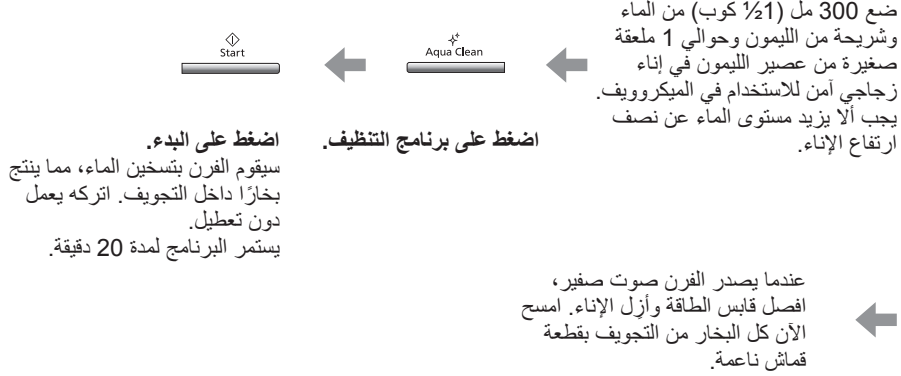 ضع 300 مل (1½ كوب) من الماء
وشريحة من الليمون وحوالي 1 ملعقة
صغيرة من عصير الليمون في إناء
زجاجي آمن للاستخدام في الميكروويف.
يجب ألا يزيد مستوى الماء عن نصف
ارتفاع الإناء.
Aqua Clean
اضغط على برنامج التنظيف.
Start
اضغط على البدء.
سيقوم الفرن بتسخين الماء، مما ينتج
بخارًا داخل التجويف. اتركه يعمل
دون تعطيل.
يستمر البرنامج لمدة 20 دقيقة.
عندما يصدر الفرن صوت صفير،
افصل قابس الطاقة وأزِل الإناء. امسح
الآن كل البخار من التجويف بقطعة
قماش ناعمة.